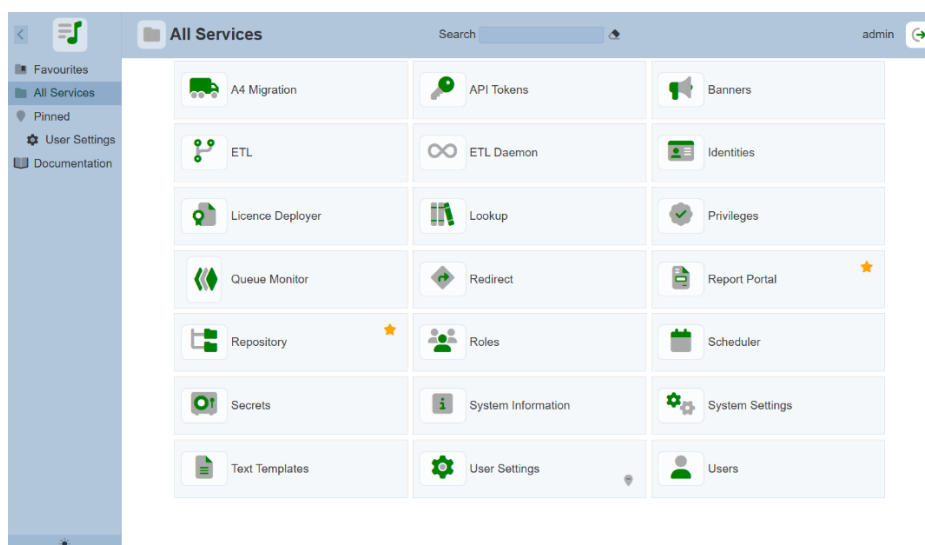 All Services
Search
admin
Favourites
All Services
Pinned
User Settings
Documentation
A4 Migration
API Tokens
Banners
ETL
ETL Daemon
Identities
Licence Deployer
Lookup
Privileges
Queue Monitor
Redirect
Report Portal
Repository
Roles
Scheduler
Secrets
System Information
System Settings
Text Templates
User Settings
Users